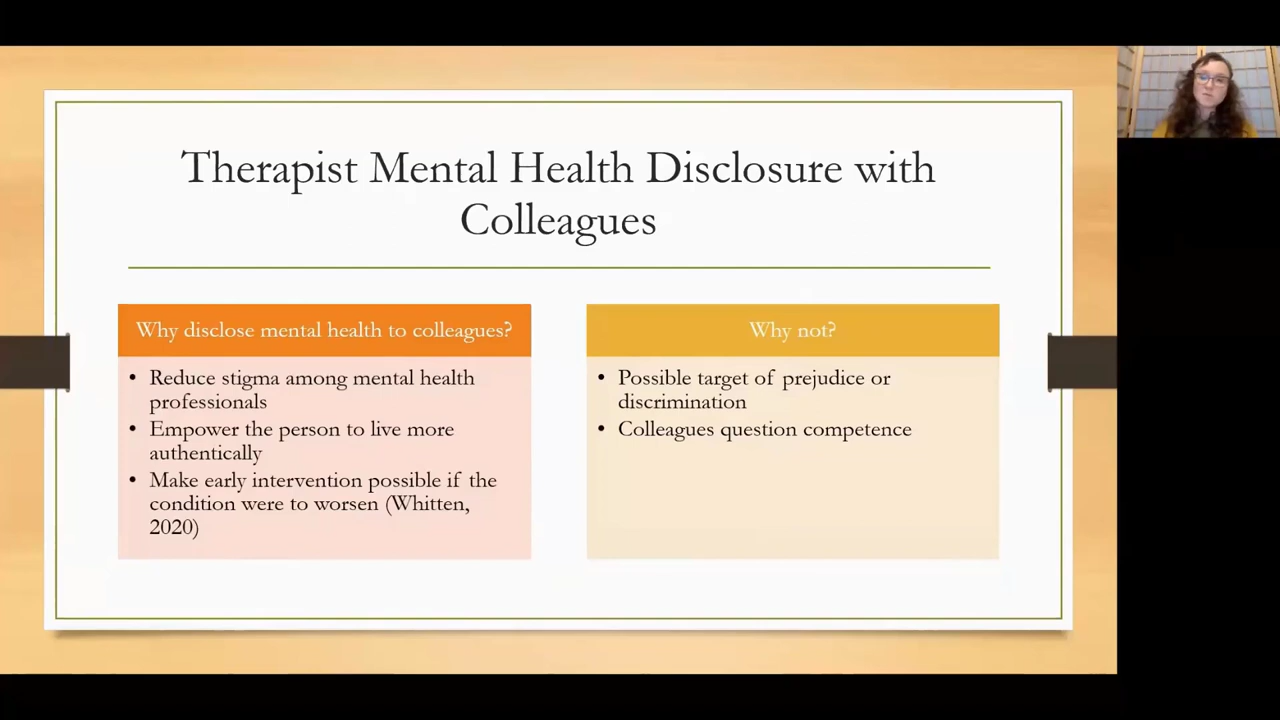 Therapist Mental Health Disclosure with
Colleagues
Why disclose mental health to colleagues?
• Reduce stigma among mental health
professionals
• Empower the person to live more
authentically
• Make early intervention possible if the
condition were to worsen (Whitten,
2020)
Why not?
• Possible target of prejudice or
discrimination
• Colleagues question competence